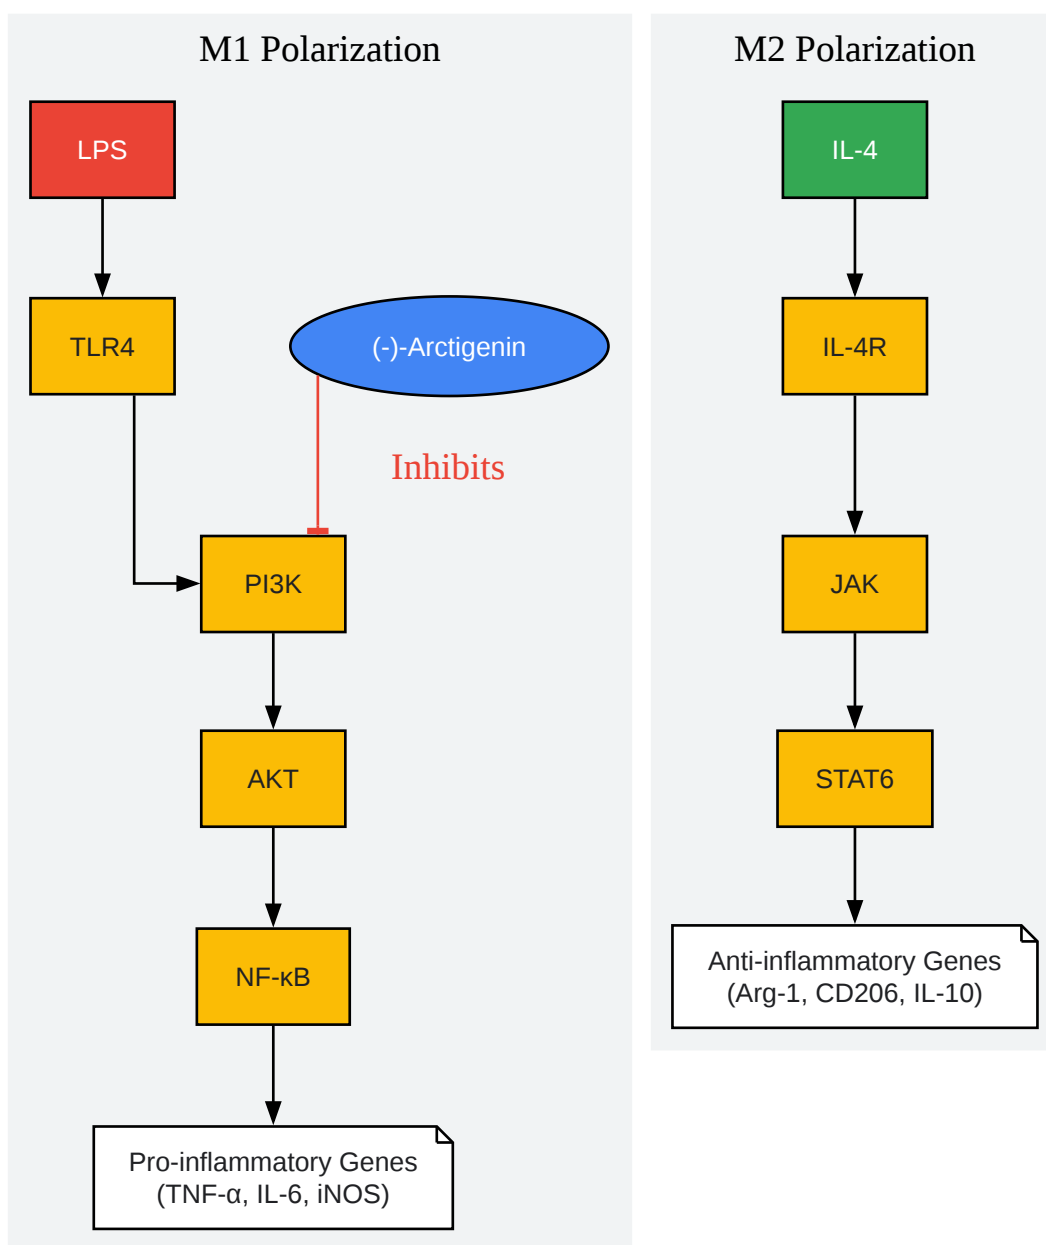 M1 Polarization
LPS
TLR4
(-)-Arctigenin
Inhibits
PI3K
AKT
NF-κB
Pro-inflammatory Genes
(TNF-α, IL-6, iNOS)
M2 Polarization
IL-4
IL-4R
JAK
STAT6
Anti-inflammatory Genes
(Arg-1, CD206, IL-10)